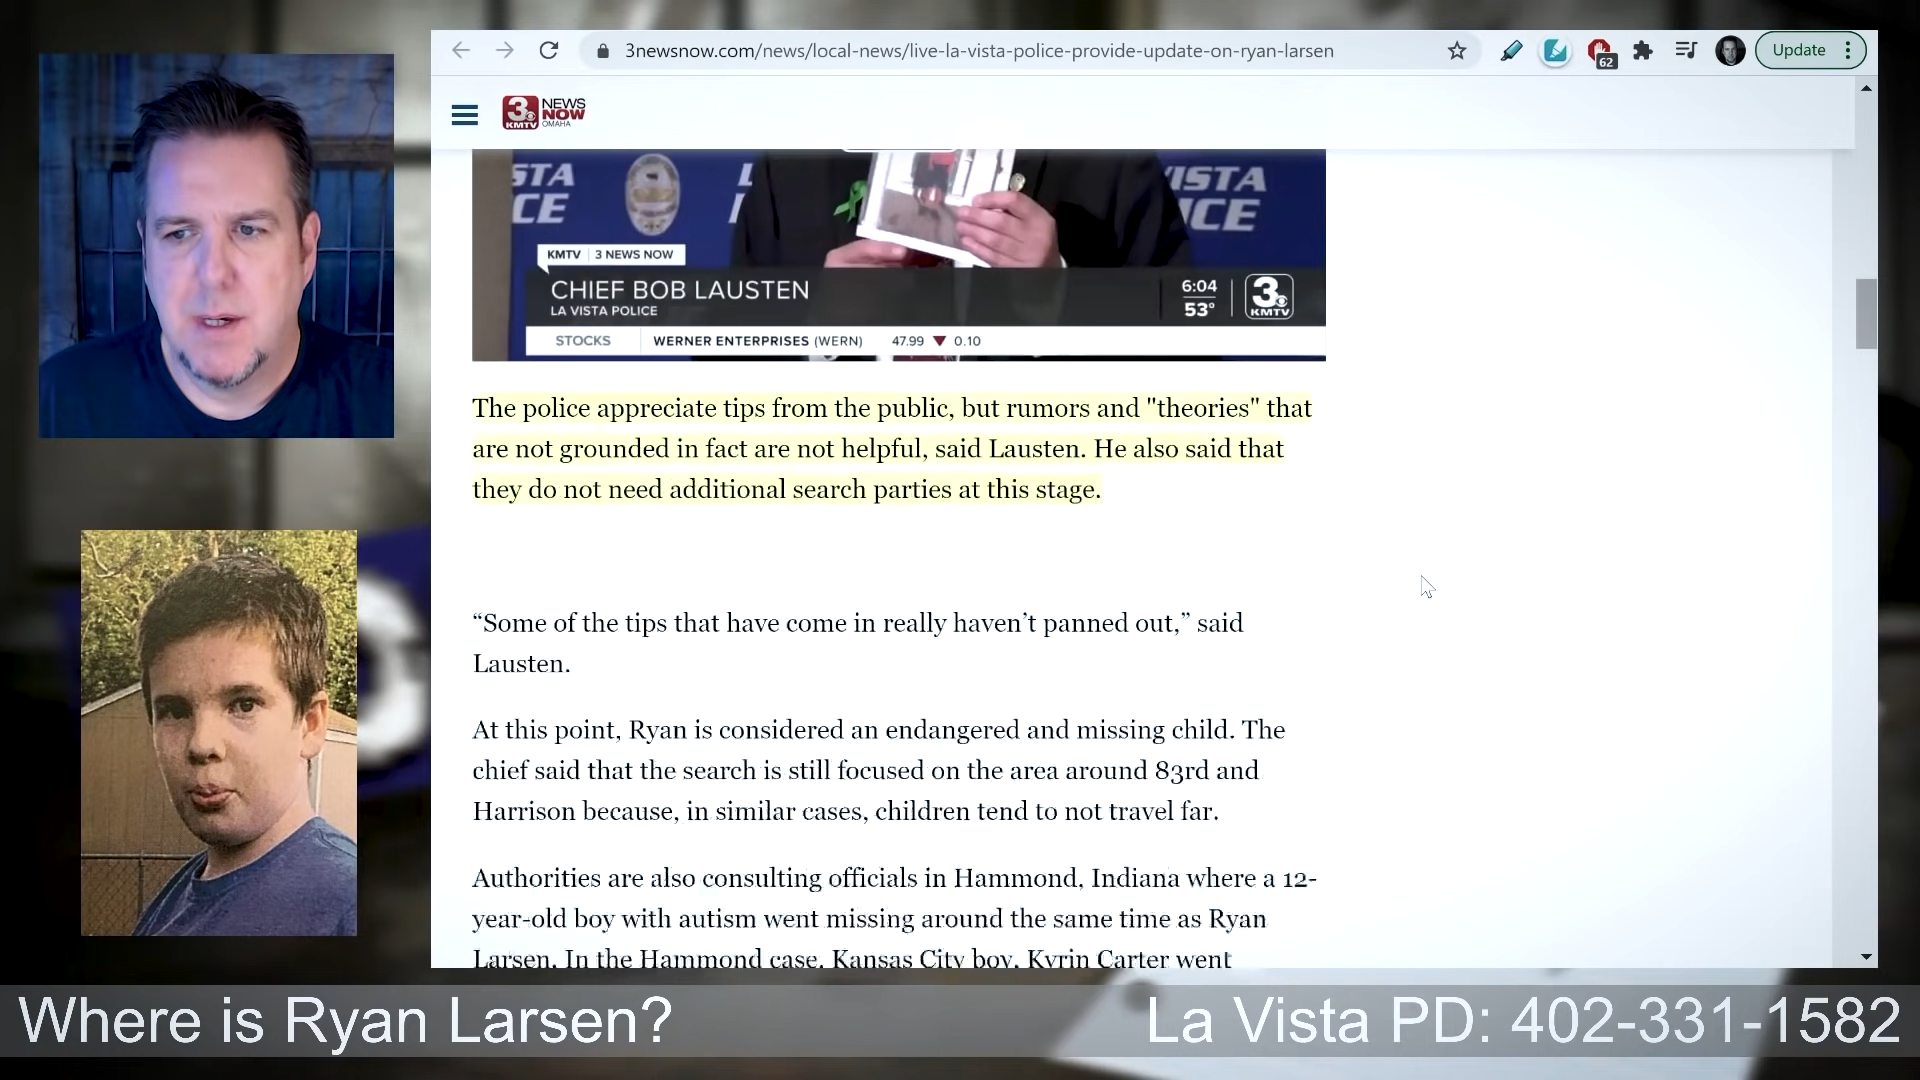 3newsnow.com/news/local-news/live-la-vista-police-provide-update-on-ryan-larsen
62
Update
3 KMTV NEWS NOW OMAHA
STA
CE
VISTA
ICE
KMTV 3 NEWS NOW
CHIEF BOB LAUSTEN
LA VISTA POLICE
6:04
53°
3 KMTV
STOCKS WERNER ENTERPRISES (WERN) 47.99 ▼ 0.10
The police appreciate tips from the public, but rumors and "theories" that
are not grounded in fact are not helpful, said Lausten. He also said that
they do not need additional search parties at this stage.
“Some of the tips that have come in really haven’t panned out,” said
Lausten.
At this point, Ryan is considered an endangered and missing child. The
chief said that the search is still focused on the area around 83rd and
Harrison because, in similar cases, children tend to not travel far.
Authorities are also consulting officials in Hammond, Indiana where a 12-
year-old boy with autism went missing around the same time as Ryan
Larsen. In the Hammond case, Kansas City boy, Kyrin Carter went
Where is Ryan Larsen?
La Vista PD: 402-331-1582